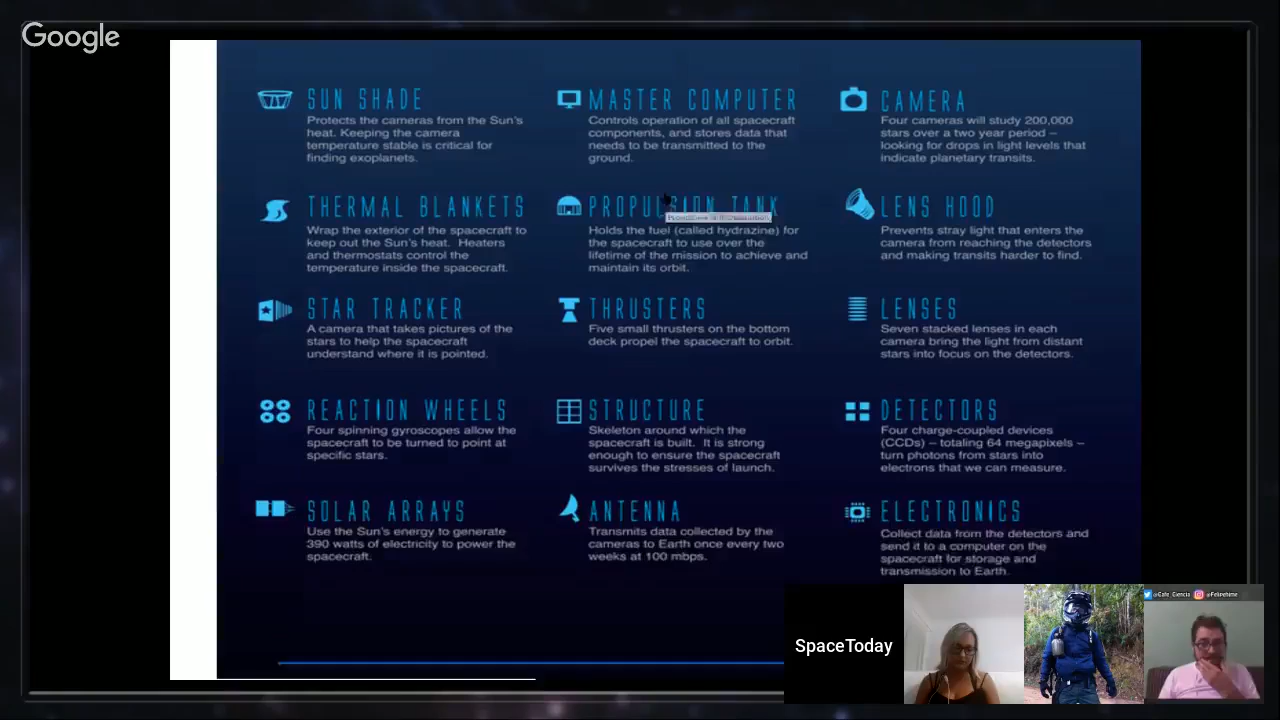 Google
SUN SHADE
Protects the cameras from the Sun's
heat. Keeping the camera
temperature stable is critical for
finding exoplanets.
THERMAL BLANKETS
Wrap the exterior of the spacecraft to
keep out the Sun's heat. Heaters
and thermostats control the
temperature inside the spacecraft.
STAR TRACKER
A camera that takes pictures of the
stars to help the spacecraft
understand where it is pointed.
REACTION WHEELS
Four spinning gyroscopes allow the
spacecraft to be turned to point at
specific stars.
SOLAR ARRAYS
Use the Sun's energy to generate
390 watts of electricity to power the
spacecraft.
MASTER COMPUTER
Controls operation of all spacecraft
components, and stores data that
needs to be transmitted to the
ground.
PROPULSION TANK
Holds the fuel (called hydrazine) for
the spacecraft to use over the
lifetime of the mission to achieve and
maintain its orbit.
THRUSTERS
Five small thrusters on the bottom
deck propel the spacecraft to orbit.
STRUCTURE
Skeleton around which the
spacecraft is built. It is strong
enough to ensure the spacecraft
survives the stresses of launch.
ANTENNA
Transmits data collected by the
cameras to Earth once every two
weeks at 100 mbps.
CAMERA
Four cameras will study 200,000
stars over a two year period –
looking for drops in light levels that
indicate planetary transits.
LENS HOOD
Prevents stray light that enters the
camera from reaching the detectors
and making transits harder to find.
LENSES
Seven stacked lenses in each
camera bring the light from distant
stars into focus on the detectors.
DETECTORS
Four charge-coupled devices
(CCDs) – totaling 64 megapixels –
turn photons from stars into
electrons that we can measure.
ELECTRONICS
Collect data from the detectors and
send it to a computer on the
spacecraft for storage and
transmission to Earth.
SpaceToday
@Cafe_Ciencia @Felipehime